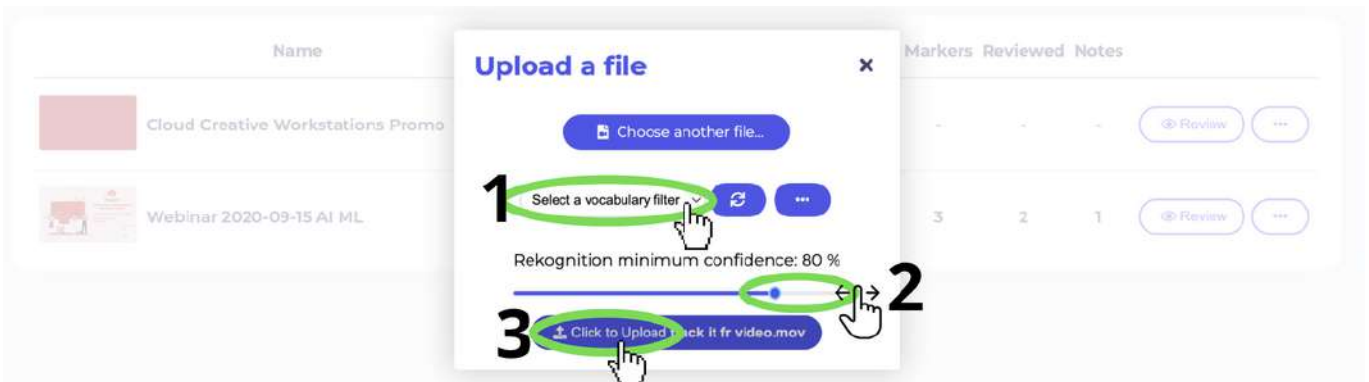 Name Markers Reviewed Notes
Upload a file ×
Choose another file...
Cloud Creative Workstations Promo - - - Review ...
1 Select a vocabulary filter ...
Webinar 2020-09-15 AI ML 3 2 1 Review ...
Rekognition minimum confidence: 80 %
2
3 Click to Upload it fr video.mov